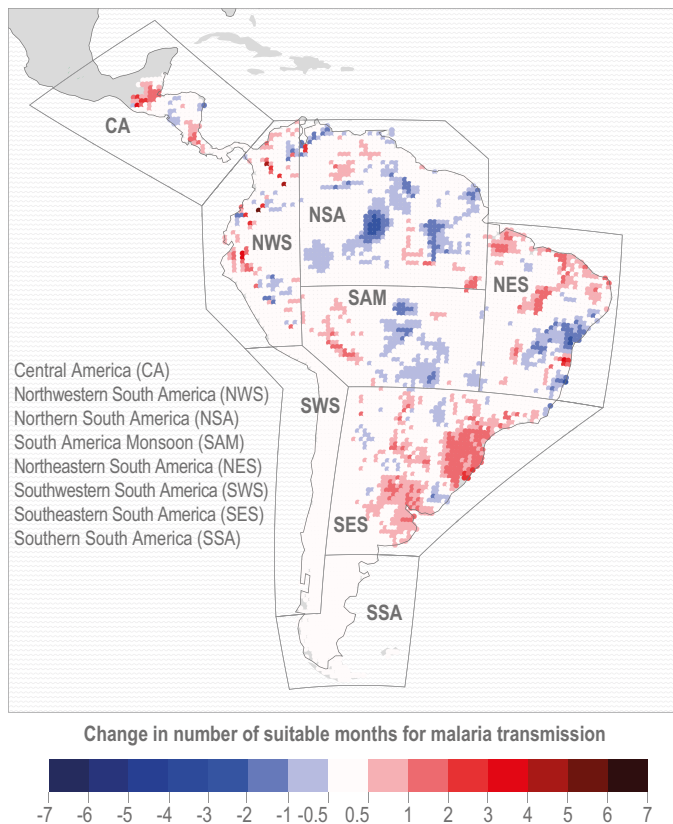 CA
NSA
NWS
NES
SAM
Central America (CA)
Northwestern South America (NWS)
Northern South America (NSA)
South America Monsoon (SAM)
Northeastern South America (NES)
Southwestern South America (SWS)
Southeastern South America (SES)
Southern South America (SSA)
SWS
SES
SSA
Change in number of suitable months for malaria transmission
-7 -6 -5 -4 -3 -2 -1 -0.5 0.5 1 2 3 4 5 6 7